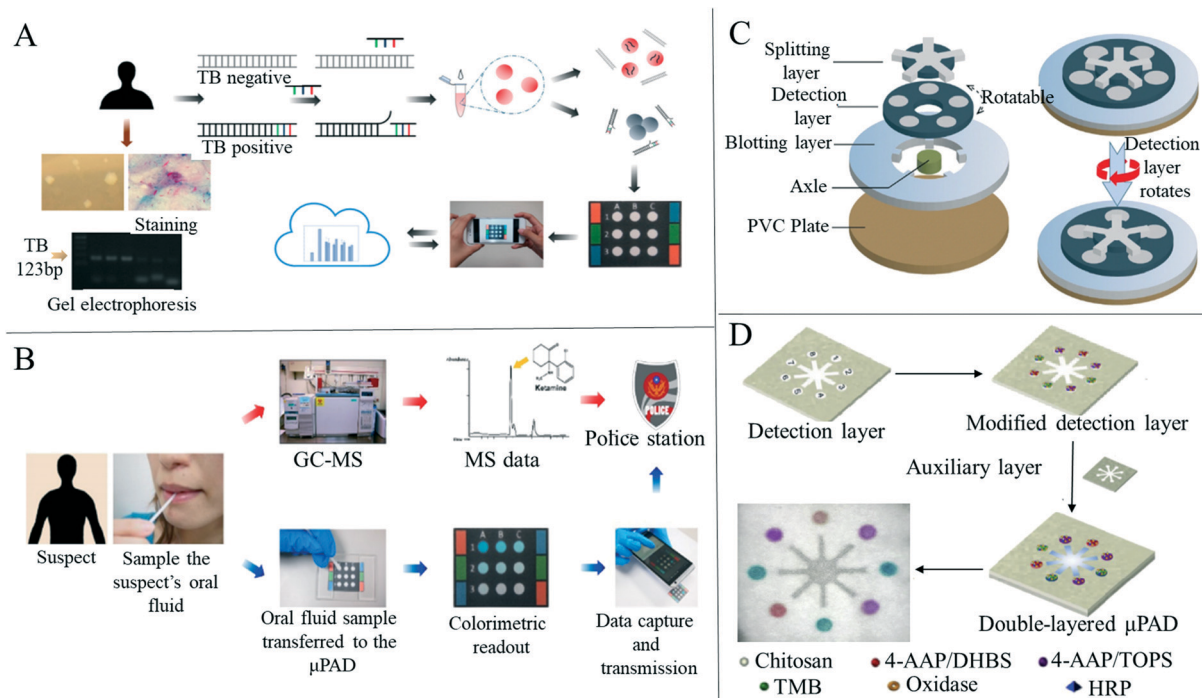 A
TB negative
TB positive
Staining
TB
123bp
Gel electrophoresis
A B C
1
2
3
B
Suspect
Sample the
suspect's oral
fluid
GC-MS
Ketamine
MS data
POLICE
Police station
Oral fluid sample
transferred to the
μPAD
A B C
1
2
3
Colorimetric
readout
Data capture
and
transmission
C
Splitting
layer
Detection
layer
Rotatable
Blotting layer
Axle
PVC Plate
Detection
layer
rotates
D
Detection layer
Modified detection layer
Auxiliary layer
Double-layered μPAD
Chitosan
4-AAP/DHBS
4-AAP/TOPS
TMB
Oxidase
HRP